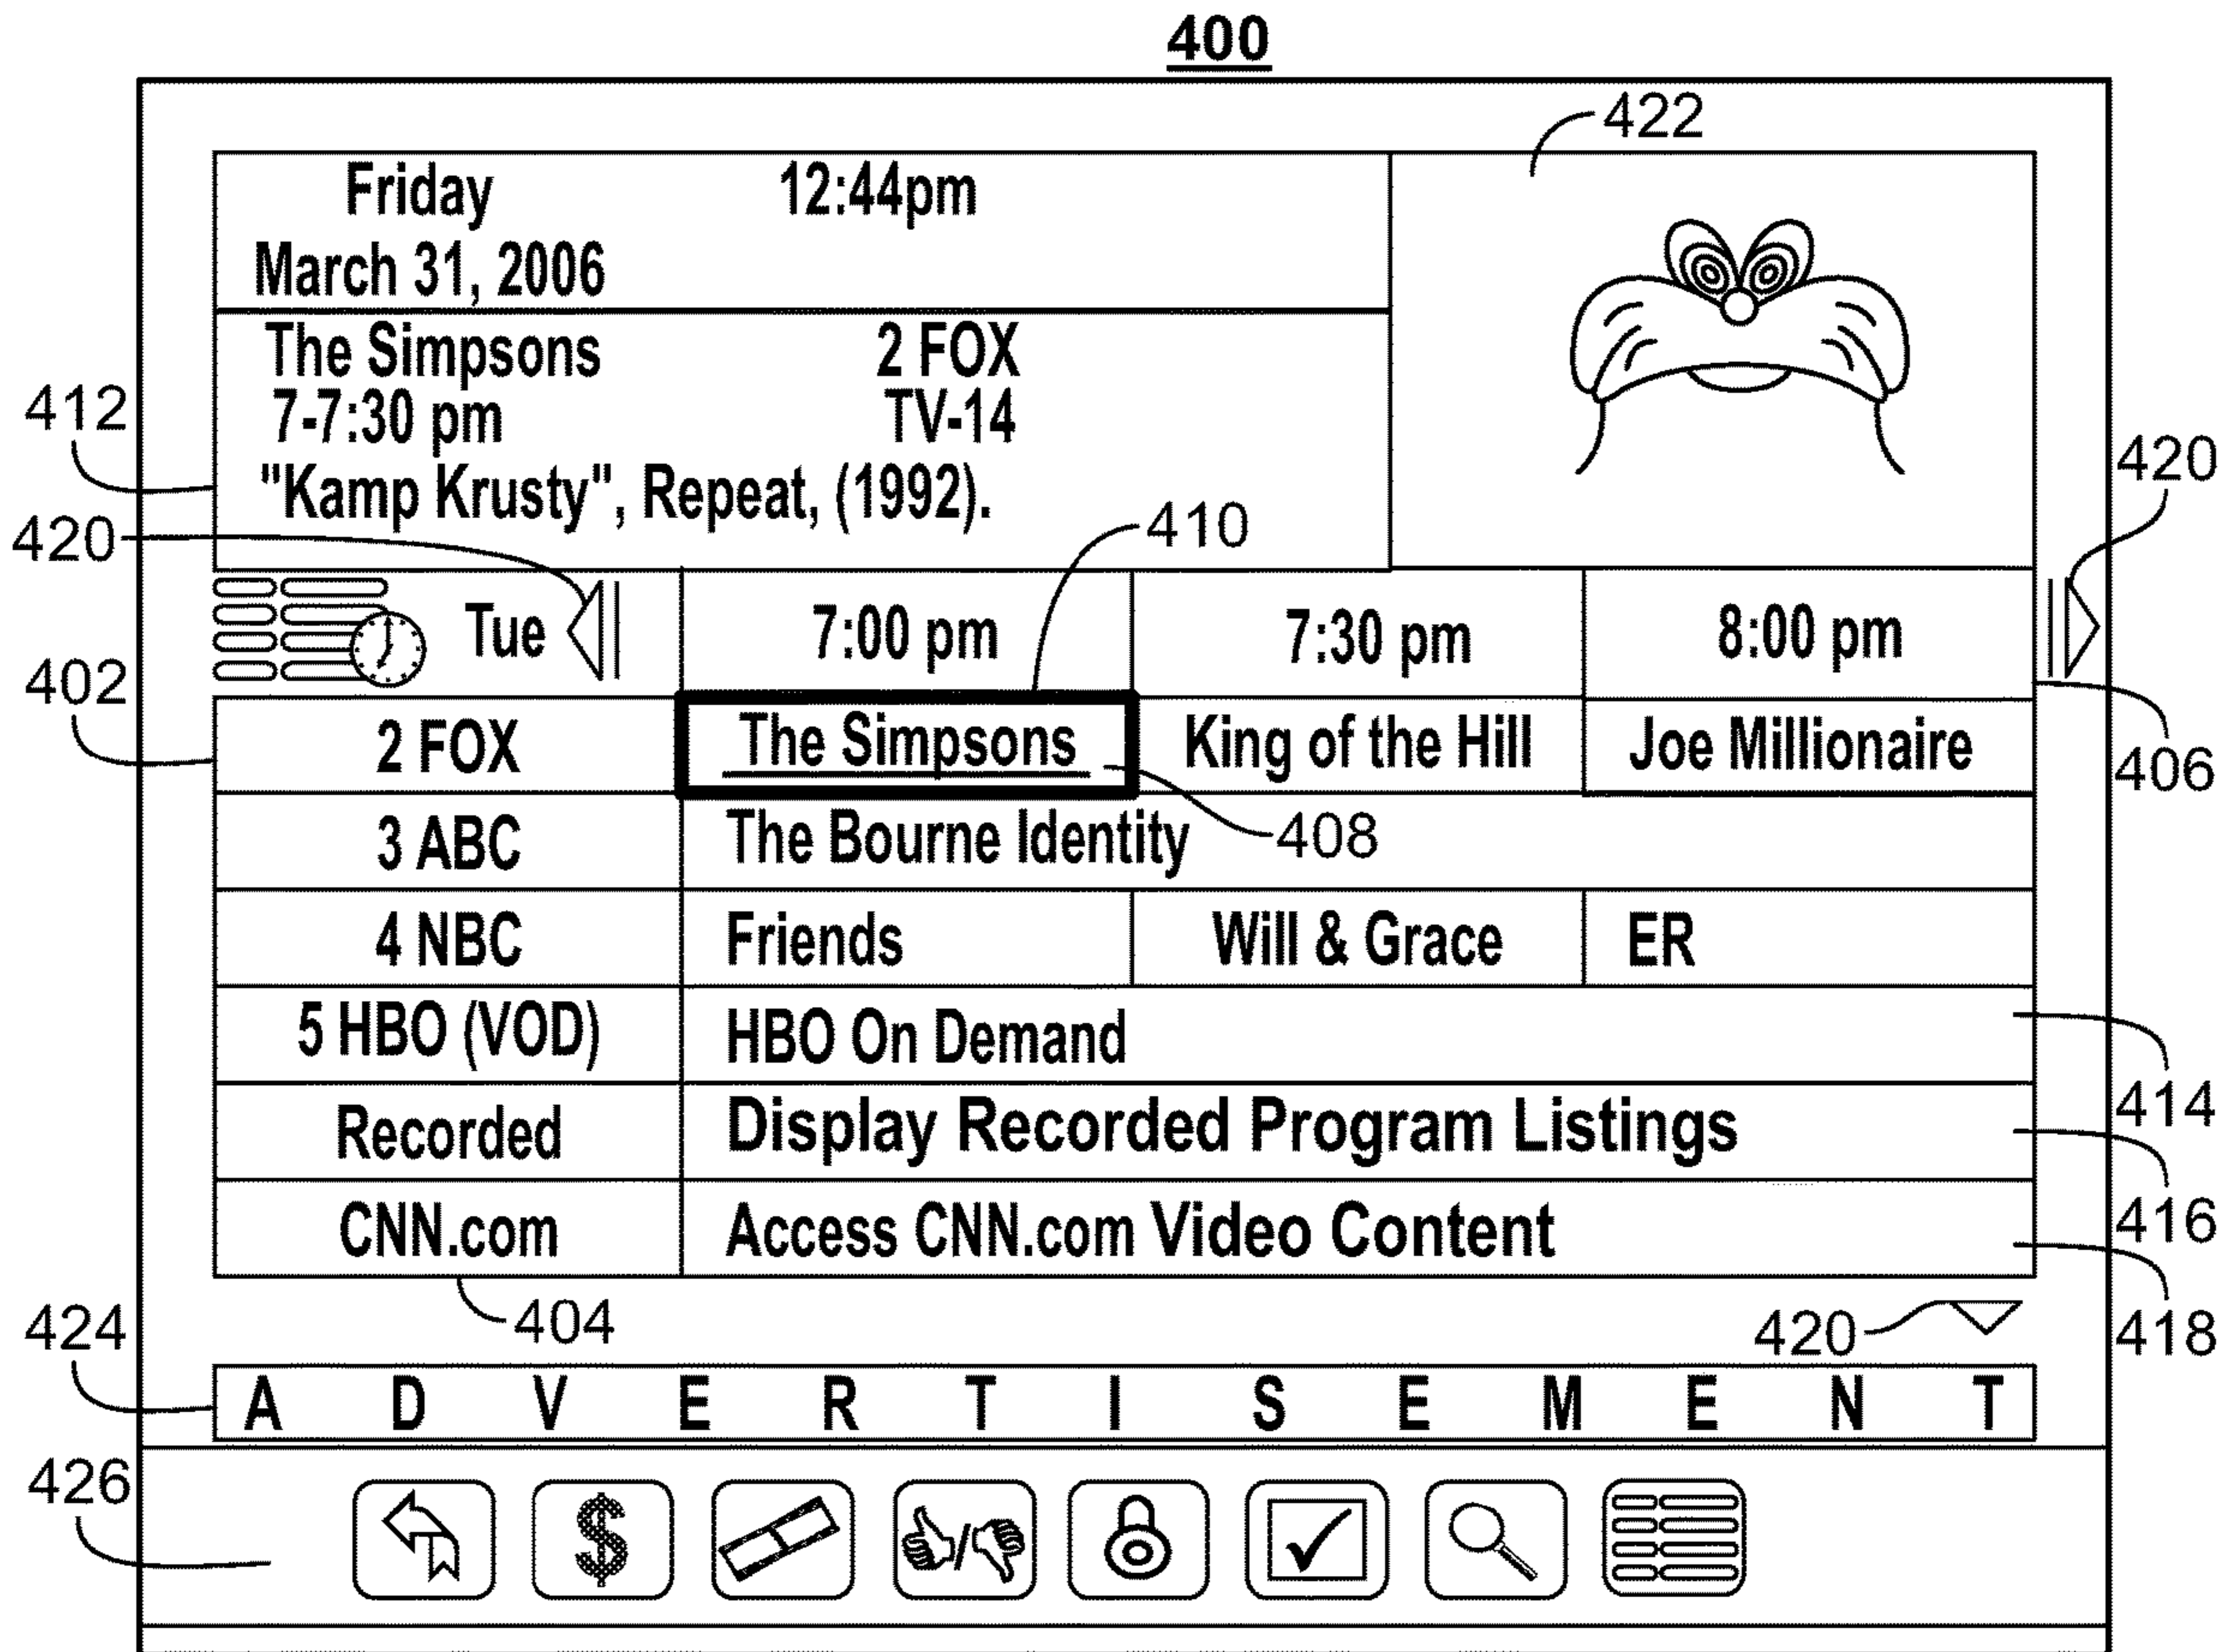 400
422
Friday 12:44pm
March 31, 2006
The Simpsons 2 FOX
412
7-7:30 pm TV-14
420
"Kamp Krusty", Repeat, (1992).
420
410
Tue 7:00 pm 7:30 pm 8:00 pm
402
2 FOX The Simpsons King of the Hill Joe Millionaire
406
3 ABC The Bourne Identity 408
4 NBC Friends Will & Grace ER
5 HBO (VOD) HBO On Demand
414
Recorded Display Recorded Program Listings
416
CNN.com Access CNN.com Video Content
424 404 420 418
A D V E R T I S E M E N T
426
$ /